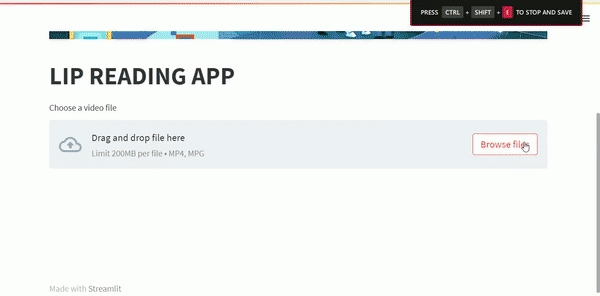 PRESS CTRL + SHIFT + E TO STOP AND SAVE
LIP READING APP
Choose a video file
Drag and drop file here
Limit 200MB per file • MP4, MPG
Browse files
Made with Streamlit